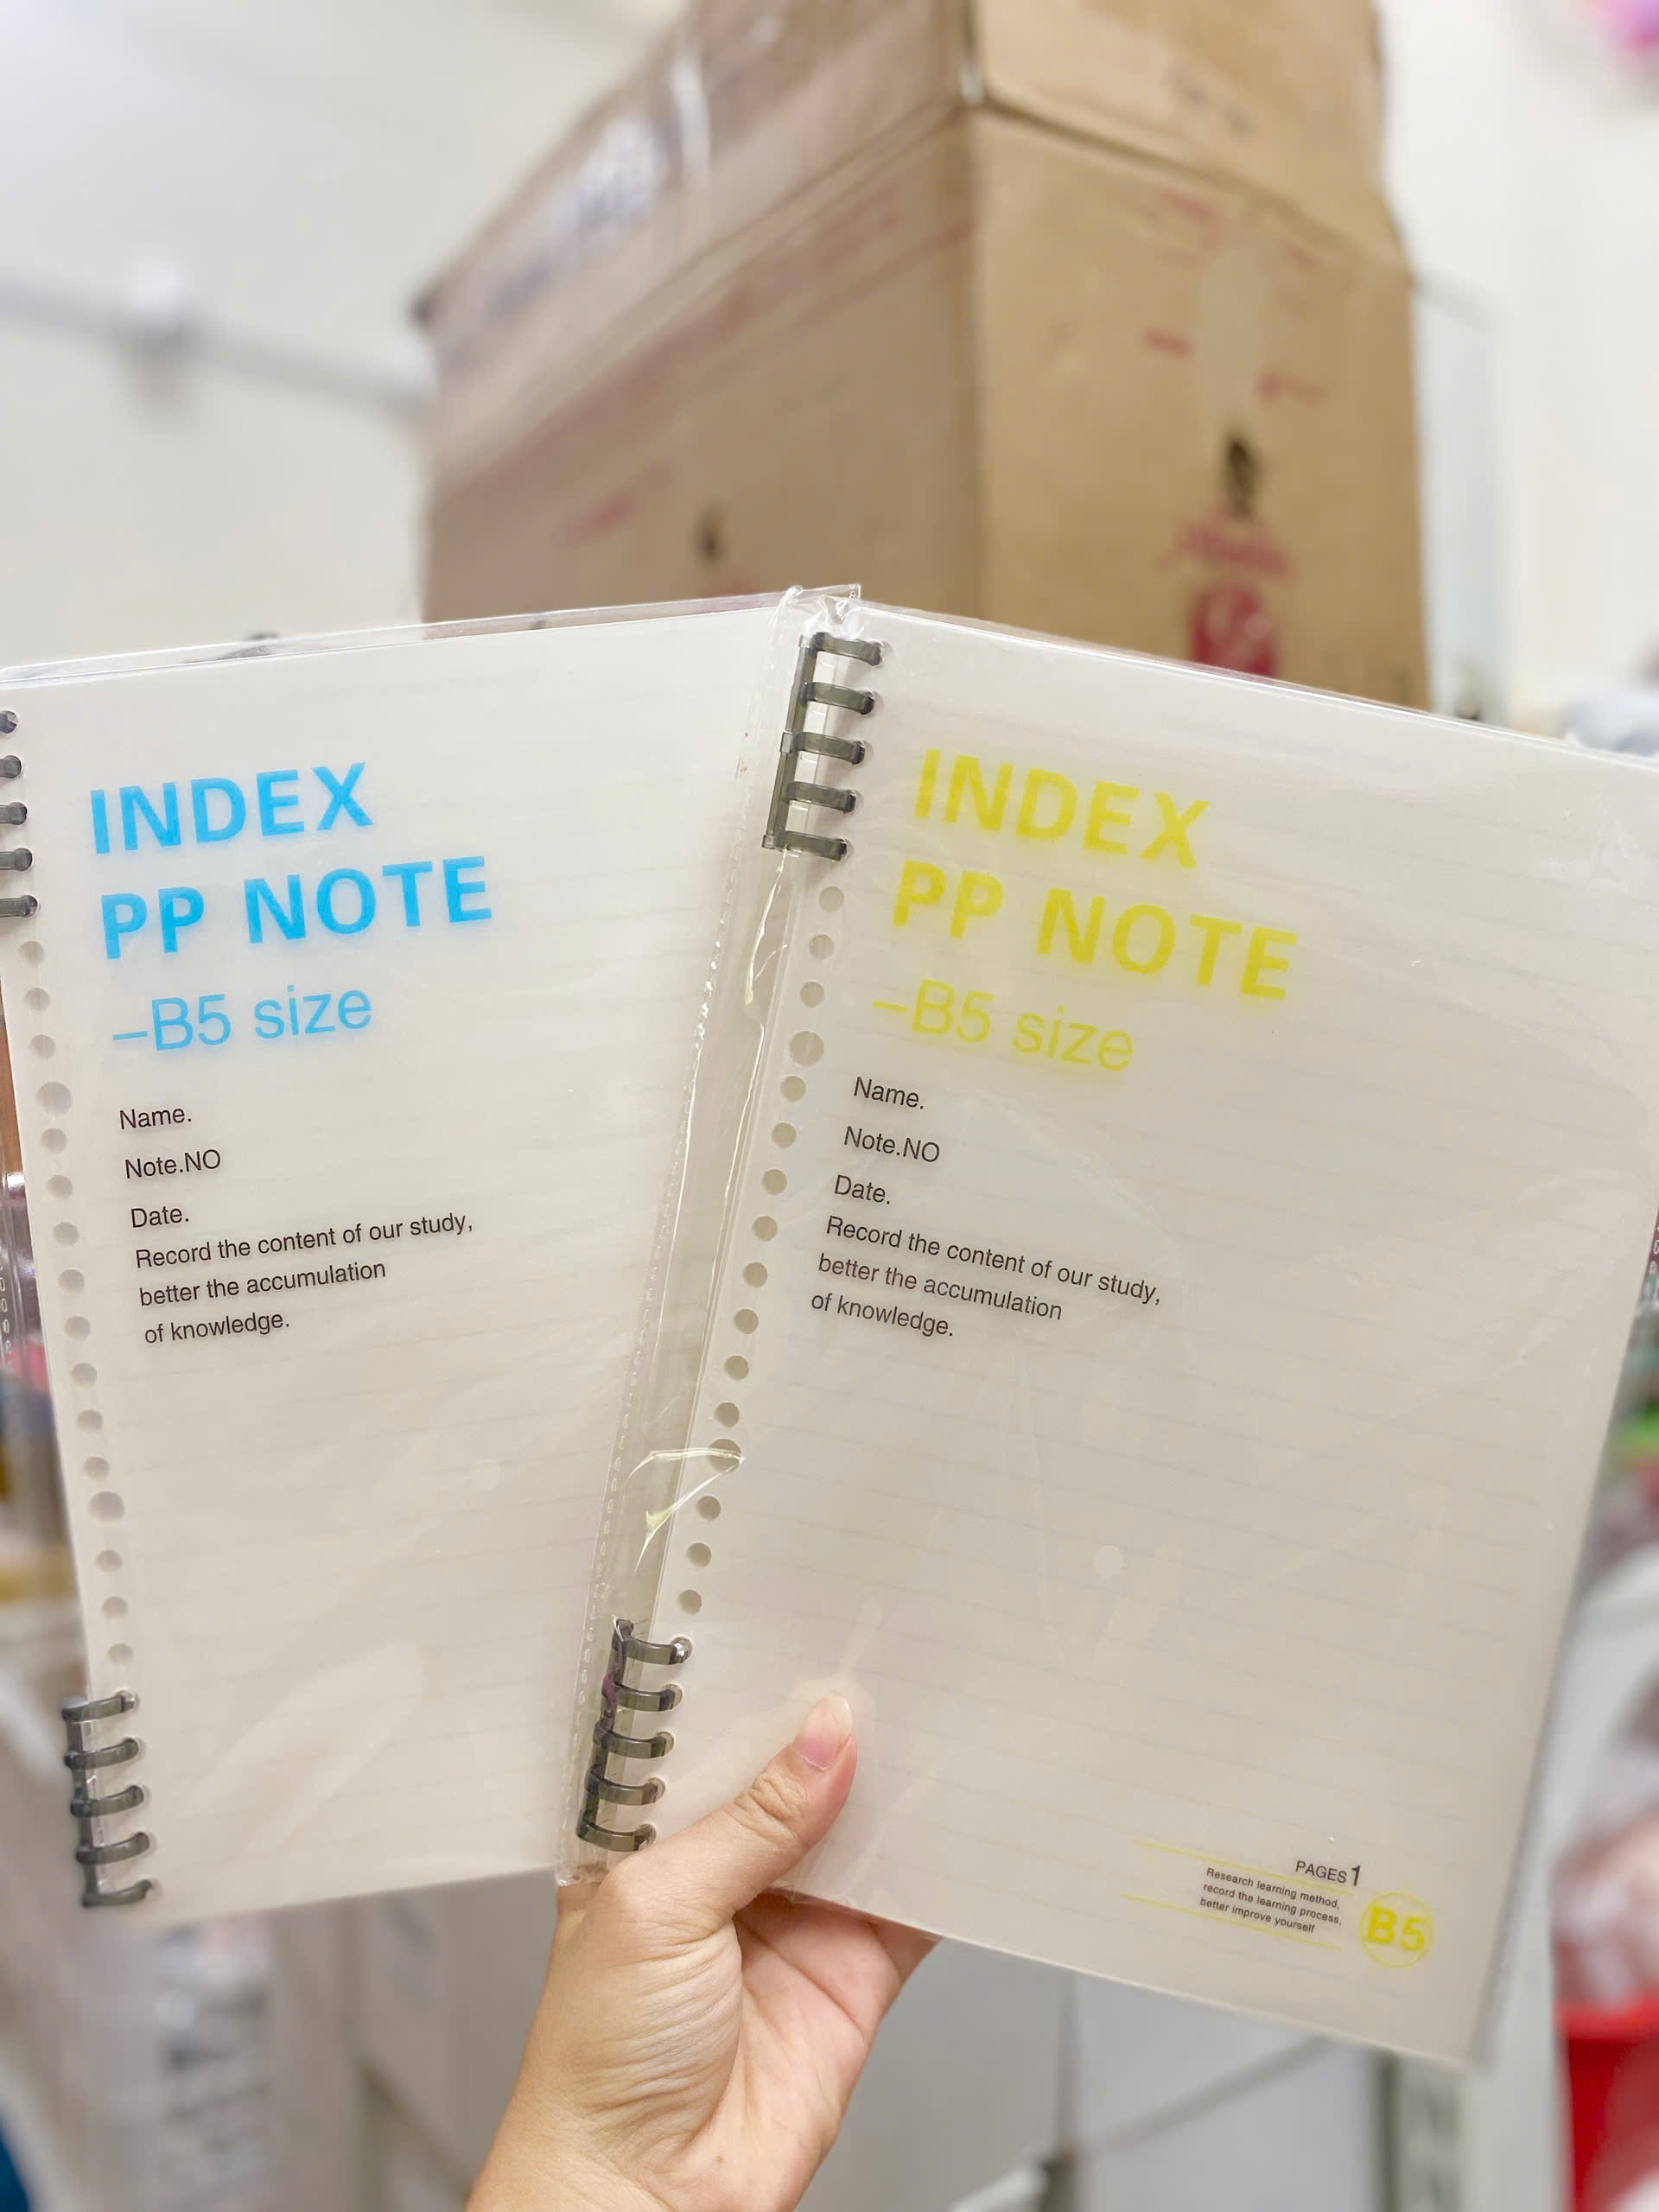 INDEX
PP NOTE
–B5 size
Name.
Note.NO
Date.
Record the content of our study,
better the accumulation
of knowledge.
INDEX
PP NOTE
–B5 size
Name.
Note.NO
Date.
Record the content of our study,
better the accumulation
of knowledge.
PAGES 1
Research learning method,
record the learning process,
better improve yourself
B5